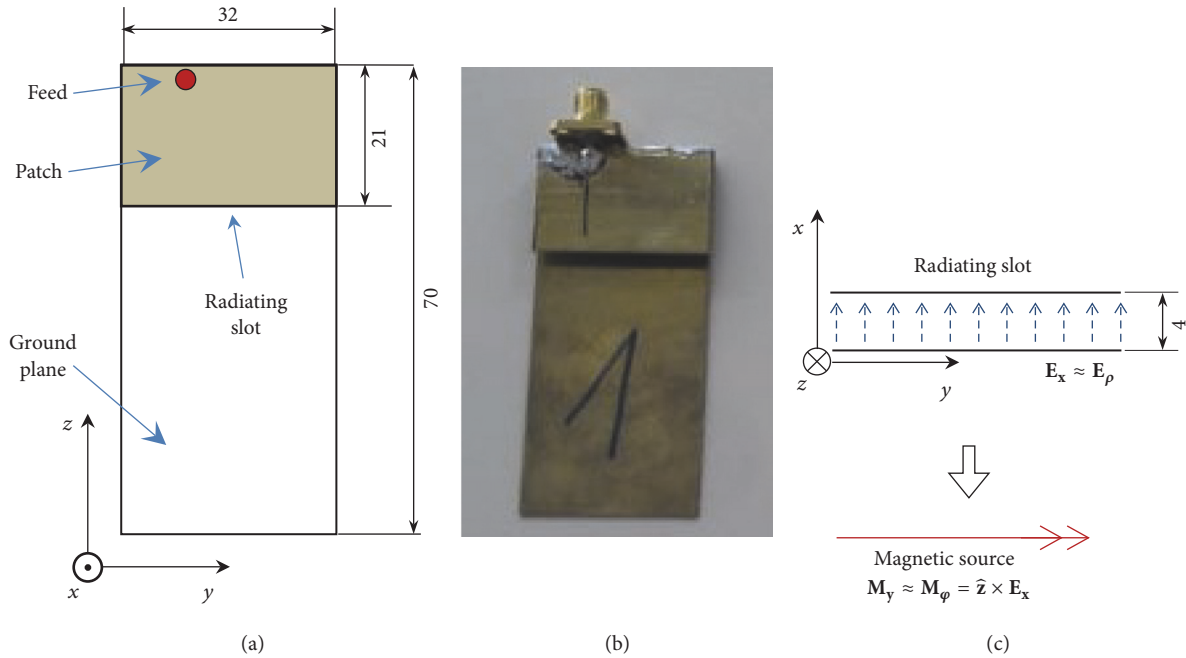 32
Feed
Patch
21
Radiating
slot
70
Ground
plane
z
x
y
(a)
1
(b)
x
Radiating slot
4
z
y
𝐄𝐱 ≈ 𝐄ρ
Magnetic source
𝐌𝐲 ≈ 𝐌φ = ẑ × 𝐄𝐱
(c)